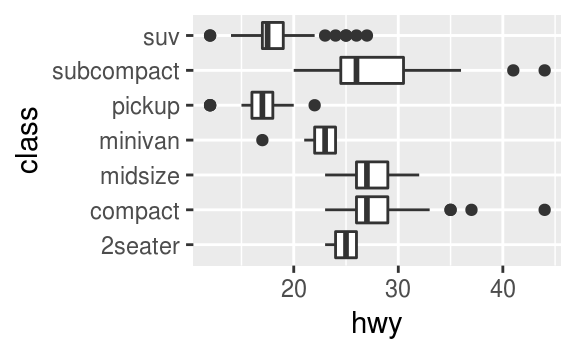 class
suv
subcompact
pickup
minivan
midsize
compact
2seater
20 30 40
hwy